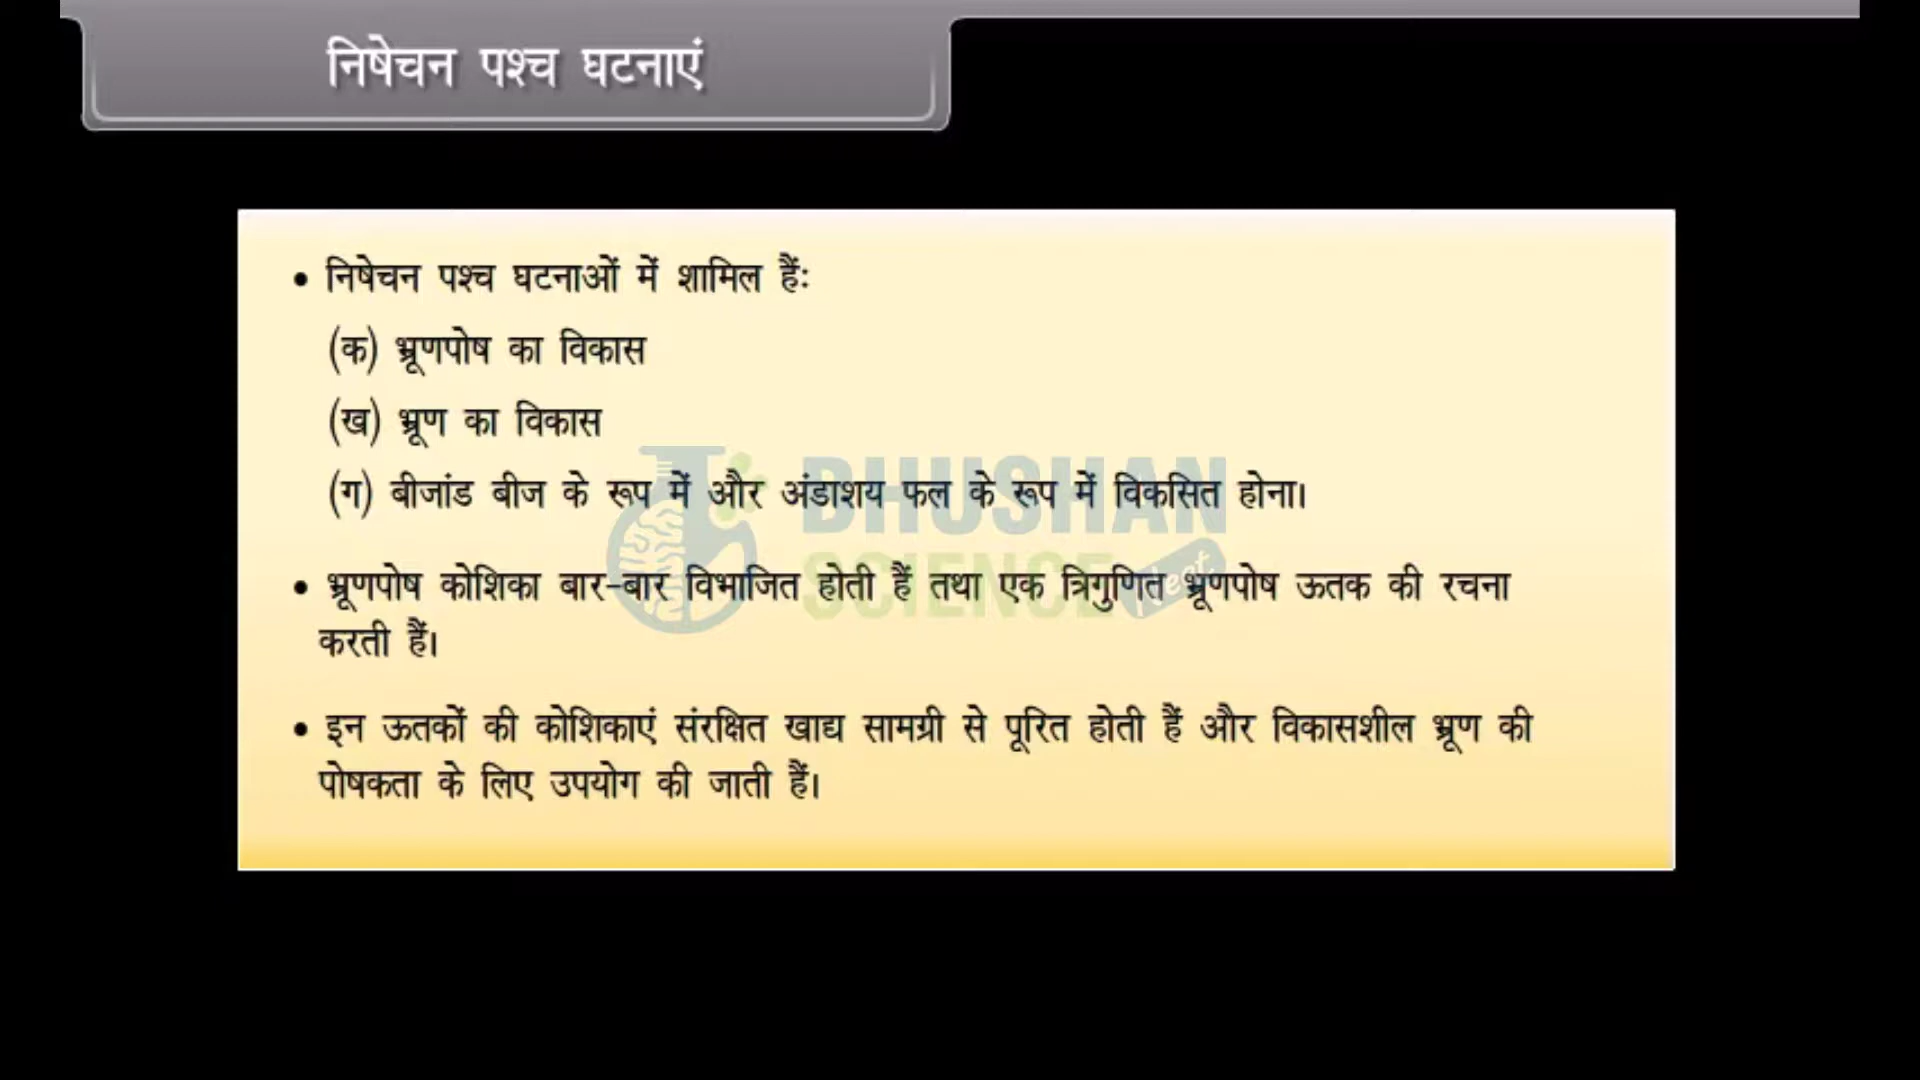 निषेचन पश्च घटनाएं
• निषेचन पश्च घटनाओं में शामिल हैंः
(क) भ्रूणपोष का विकास
(ख) भ्रूण का विकास
(ग) बीजांड बीज के रूप में और अंडाशय फल के रूप में विकसित होना।
BHUSHAN
SCIENCE Neet
• भ्रूणपोष कोशिका बार-बार विभाजित होती हैं तथा एक त्रिगुणित भ्रूणपोष ऊतक की रचना
करती हैं।
• इन ऊतकों की कोशिकाएं संरक्षित खाद्य सामग्री से पूरित होती हैं और विकासशील भ्रूण की
पोषकता के लिए उपयोग की जाती हैं।